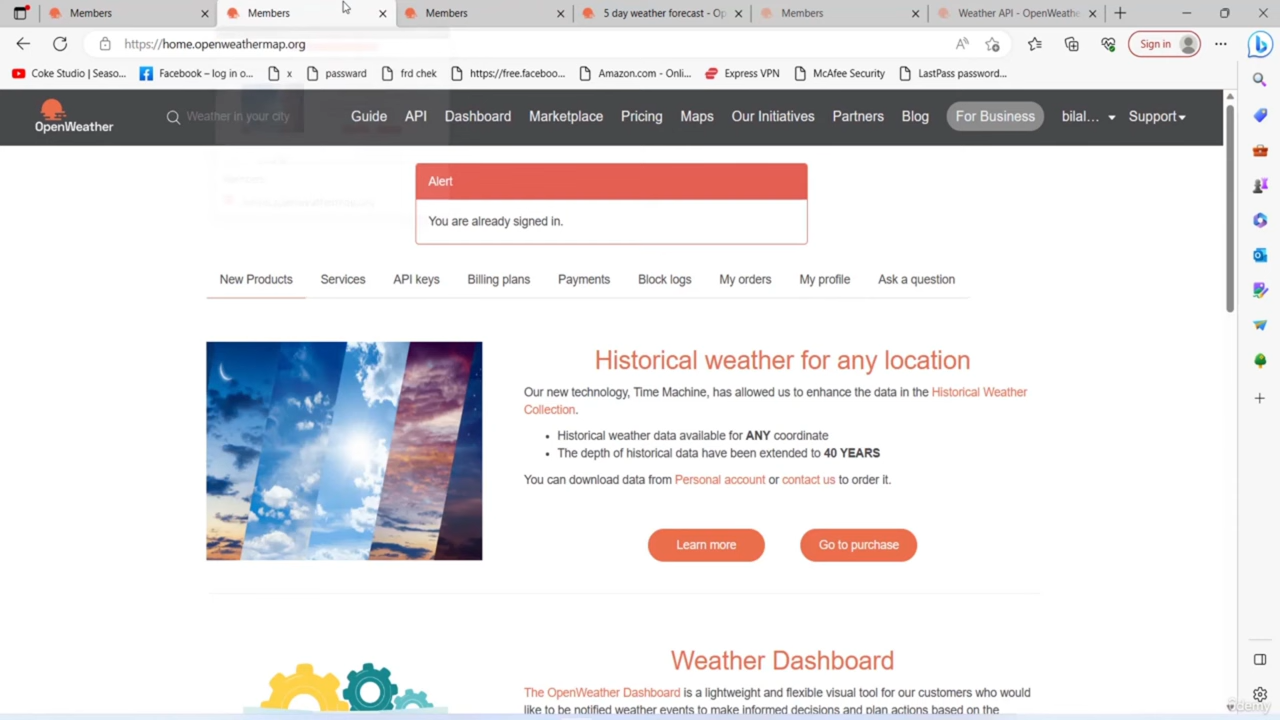 Members
Members
Members
5 day weather forecast - Op
Members
Weather API - OpenWeathe
https://home.openweathermap.org
Sign in
Coke Studio | Seaso...
Facebook – log in o...
x
passward
frd chek
https://free.faceboo...
Amazon.com - Onli...
Express VPN
McAfee Security
LastPass password...
OpenWeather
Weather in your city
Guide
API
Dashboard
Marketplace
Pricing
Maps
Our Initiatives
Partners
Blog
For Business
bilal...
Support
Alert
You are already signed in.
New Products
Services
API keys
Billing plans
Payments
Block logs
My orders
My profile
Ask a question
Historical weather for any location
Our new technology, Time Machine, has allowed us to enhance the data in the Historical Weather
Collection.
• Historical weather data available for ANY coordinate
• The depth of historical data have been extended to 40 YEARS
You can download data from Personal account or contact us to order it.
Learn more
Go to purchase
Weather Dashboard
The OpenWeather Dashboard is a lightweight and flexible visual tool for our customers who would
like to be notified weather events to make informed decisions and plan actions based on the